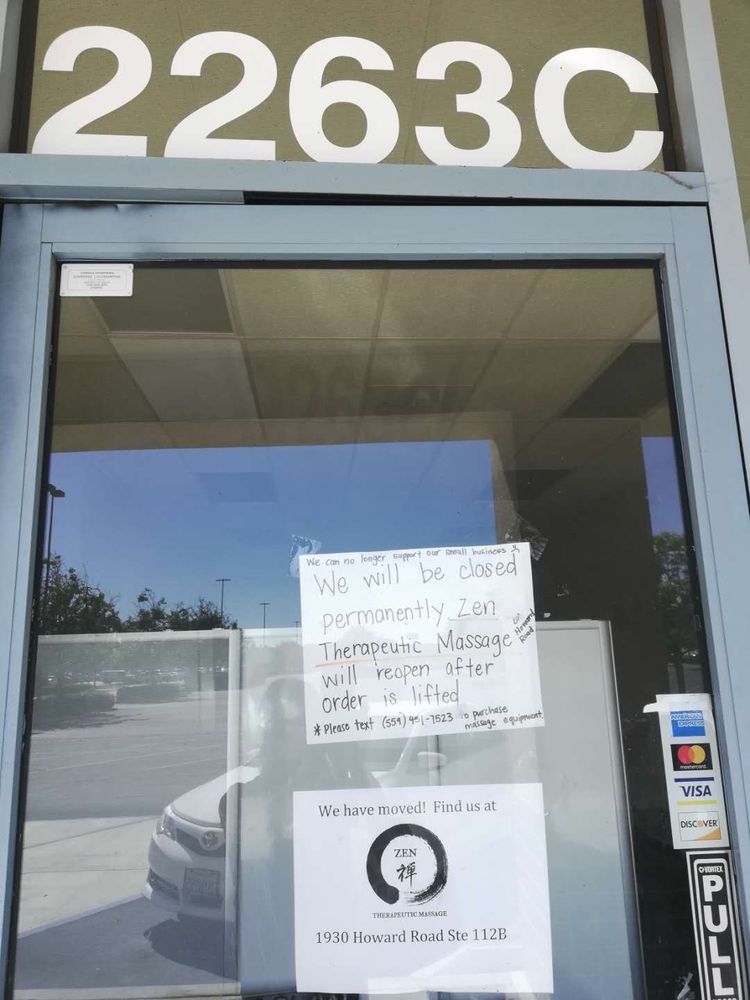 2263C
We can no longer support our small business
We will be closed
permanently Zen
Therapeutic Massage on Howard Road
will reopen after
order is lifted
* Please text (559) 451-7523 to purchase
massage equipment.
We have moved! Find us at
ZEN
禅
THERAPEUTIC MASSAGE
1930 Howard Road Ste 112B
AMERICAN EXPRESS
mastercard
VISA
DISCOVER
VORTEX
PULL